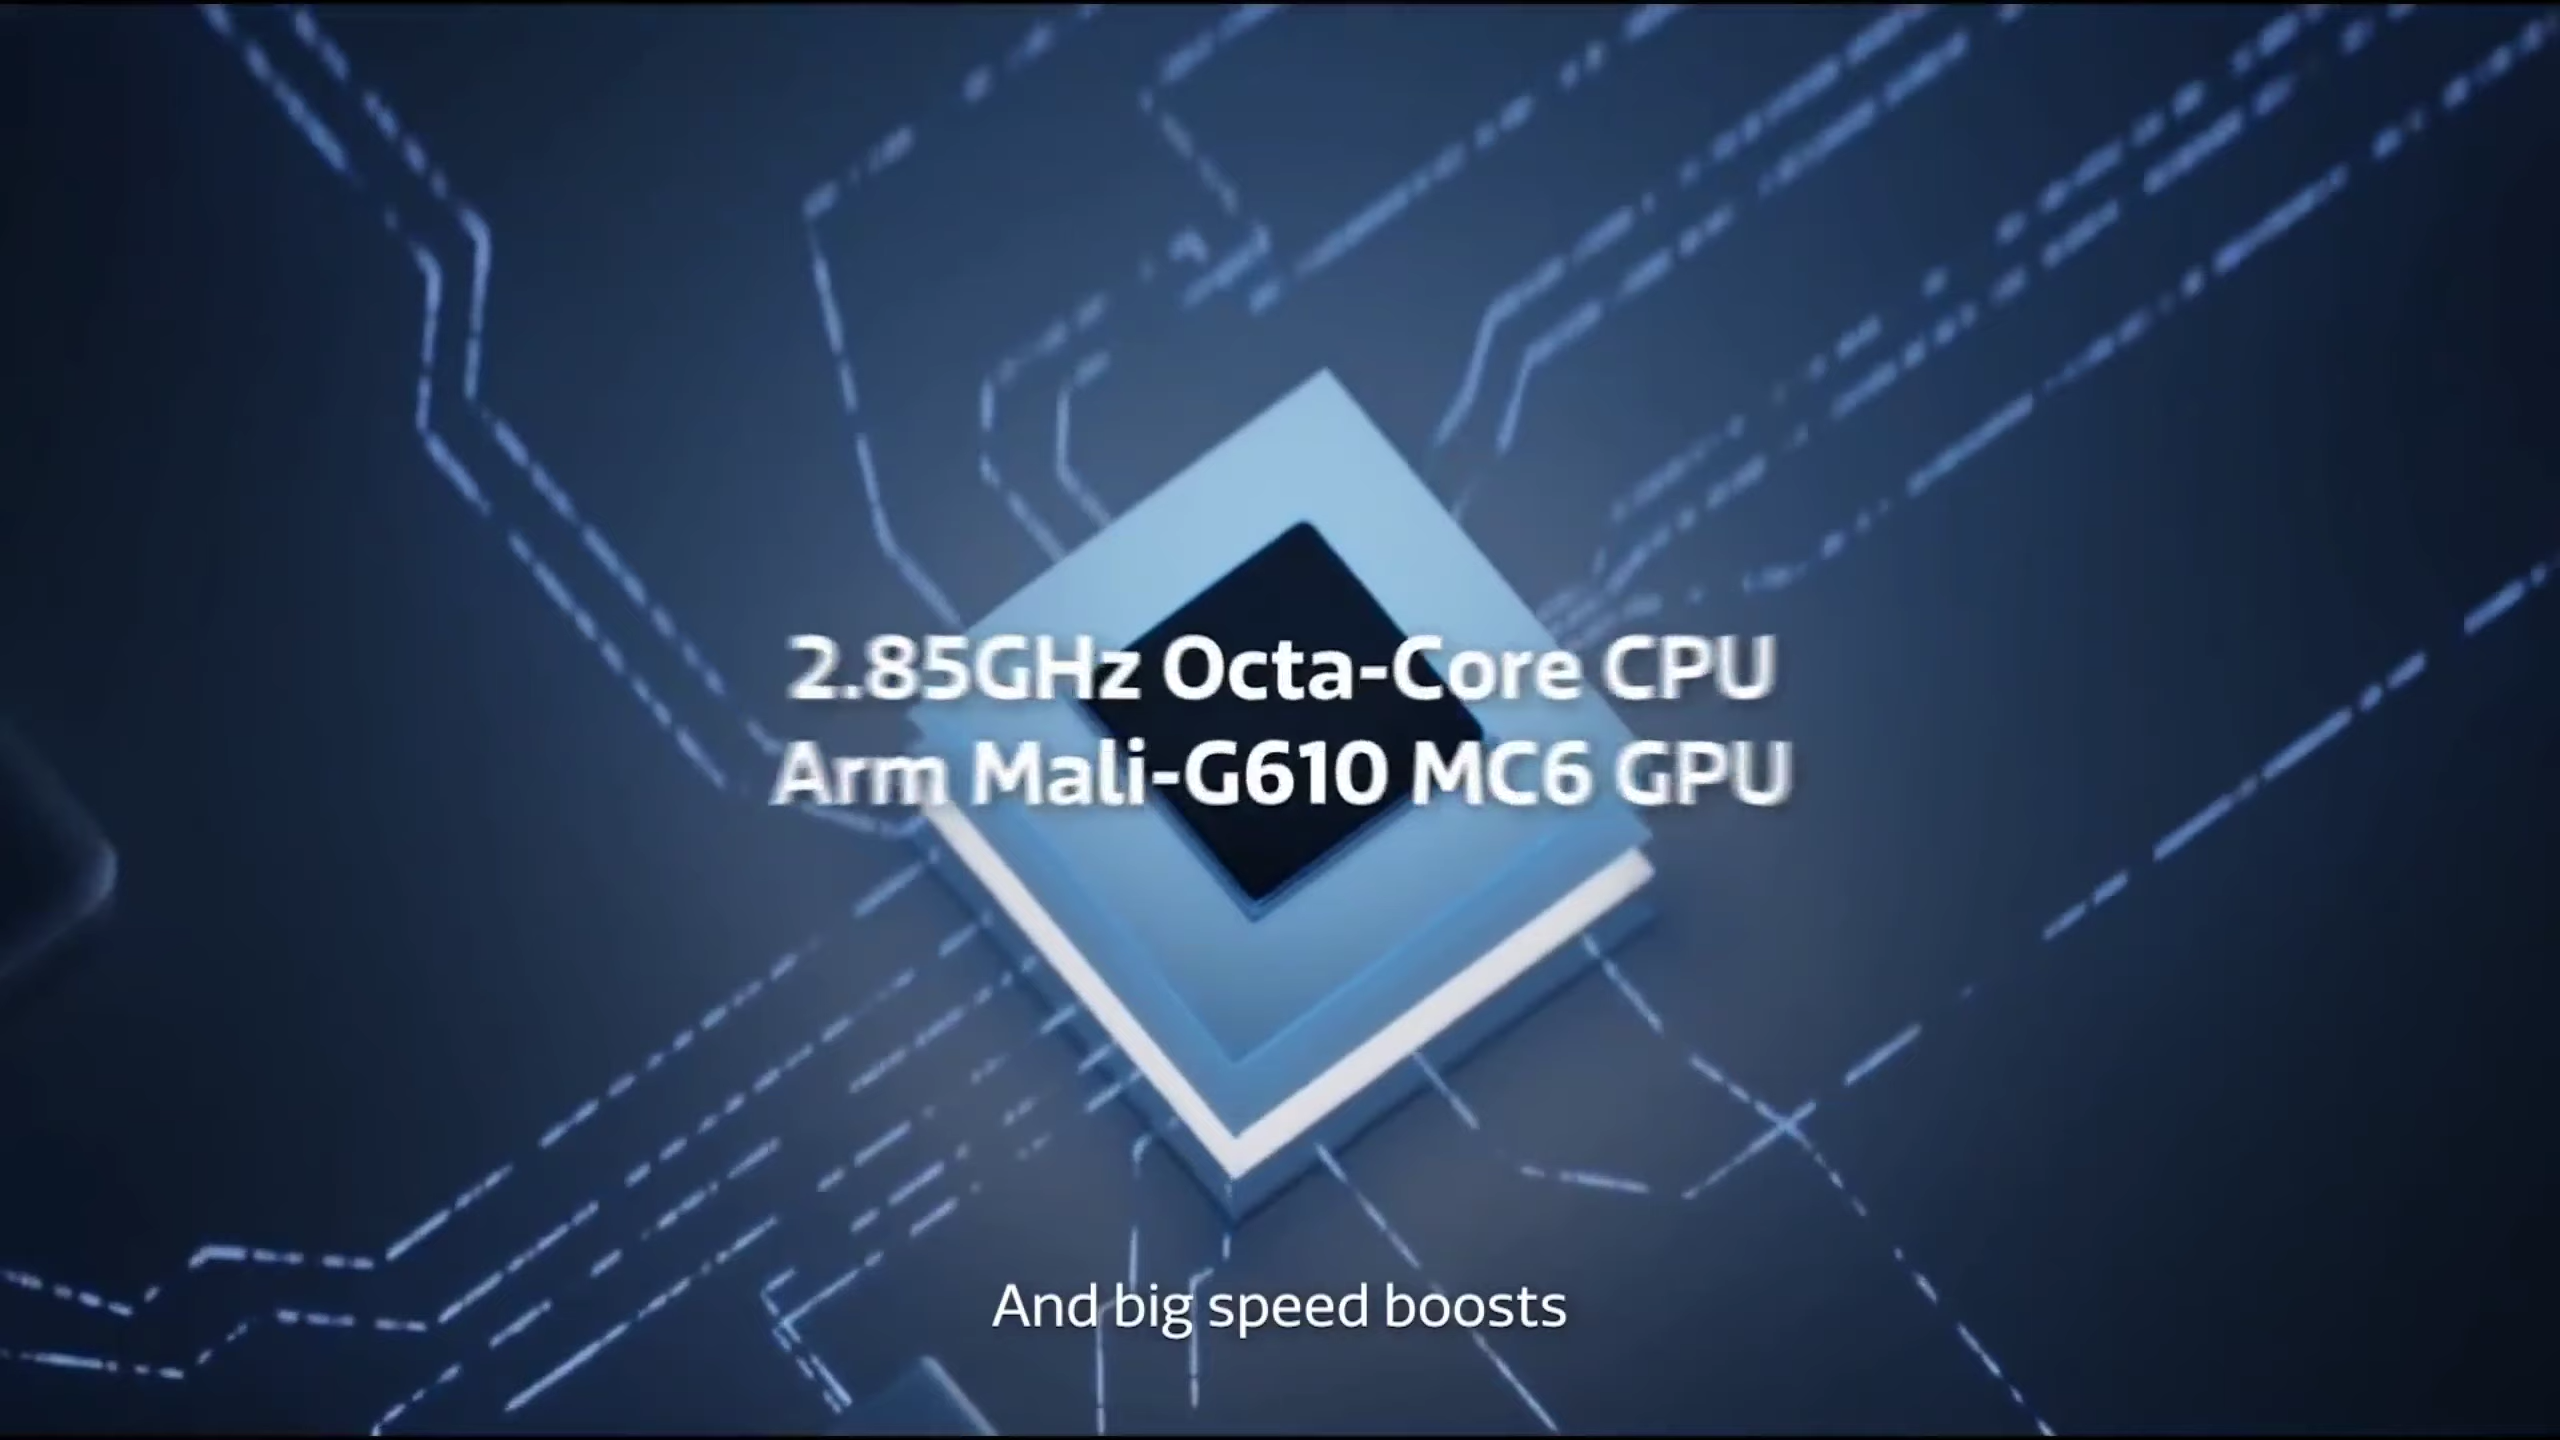 2.85GHz Octa-Core CPU
Arm Mali-G610 MC6 GPU
And big speed boosts